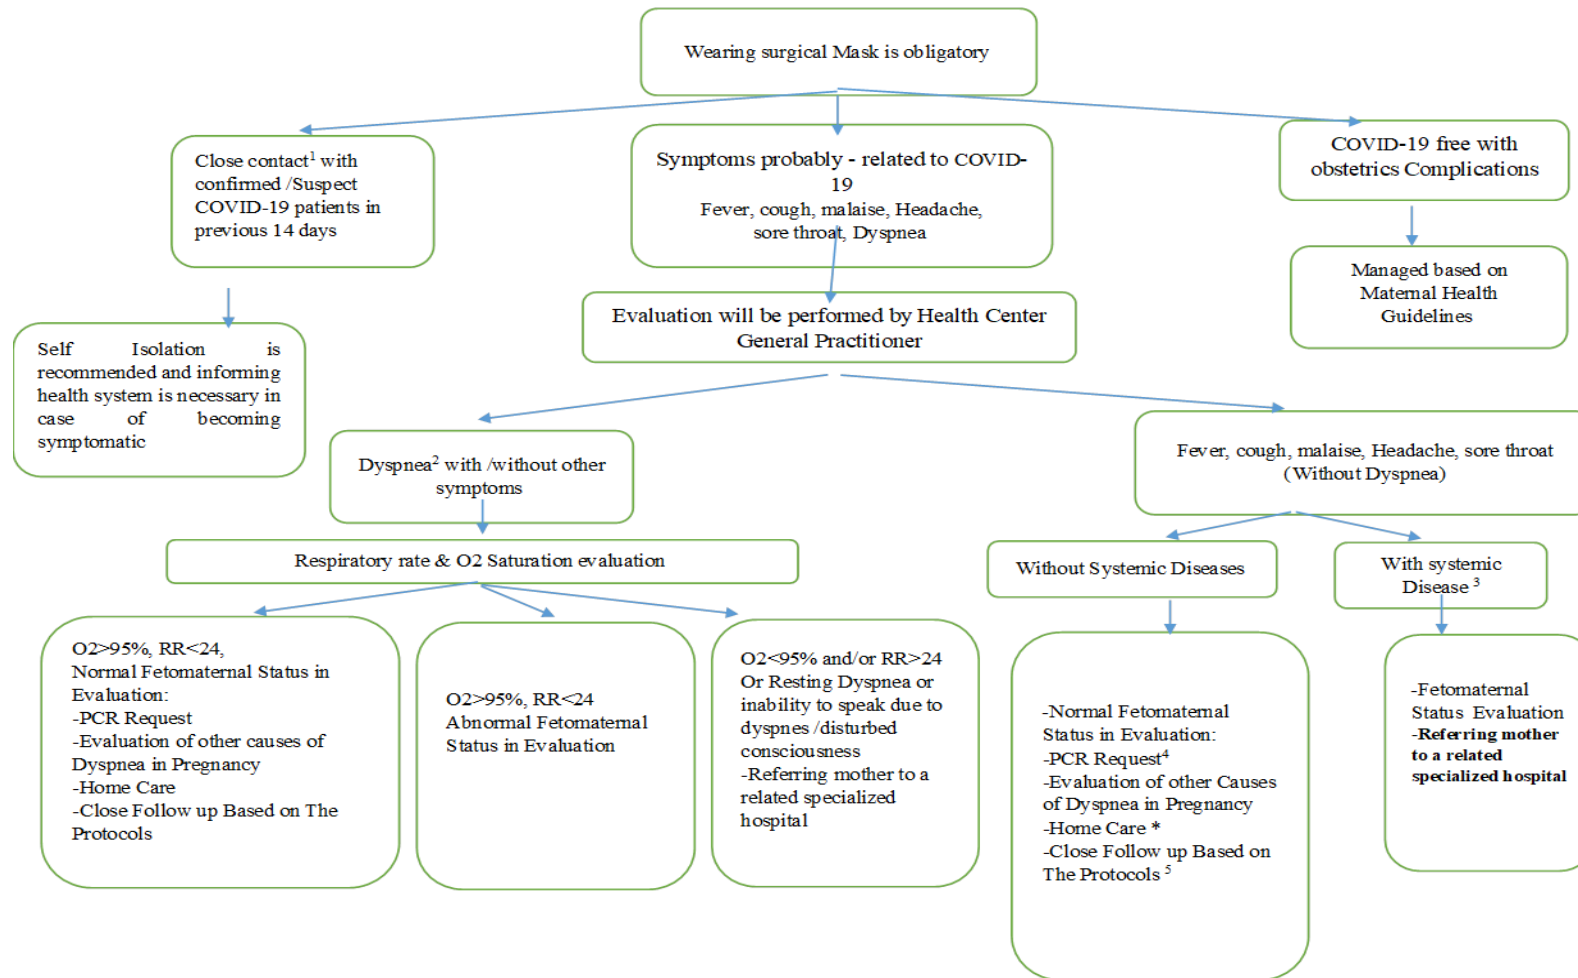 Wearing surgical Mask is obligatory
Close contact¹ with
confirmed /Suspect
COVID-19 patients in
previous 14 days
Symptoms probably - related to COVID-
19
Fever, cough, malaise, Headache,
sore throat, Dyspnea
COVID-19 free with
obstetrics Complications
Self Isolation is
recommended and informing
health system is necessary in
case of becoming
symptomatic
Evaluation will be performed by Health Center
General Practitioner
Managed based on
Maternal Health
Guidelines
Dyspnea² with /without other
symptoms
Fever, cough, malaise, Headache, sore throat
(Without Dyspnea)
Respiratory rate & O2 Saturation evaluation
Without Systemic Diseases
With systemic
Disease ³
O2>95%, RR<24,
Normal Fetomaternal Status in
Evaluation:
-PCR Request
-Evaluation of other causes of
Dyspnea in Pregnancy
-Home Care
-Close Follow up Based on The
Protocols
O2>95%, RR<24
Abnormal Fetomaternal
Status in Evaluation
O2<95% and/or RR>24
Or Resting Dyspnea or
inability to speak due to
dyspnes /disturbed
consciousness
-Referring mother to a
related specialized
hospital
-Normal Fetomaternal
Status in Evaluation:
-PCR Request⁴
-Evaluation of other Causes
of Dyspnea in Pregnancy
-Home Care *
-Close Follow up Based on
The Protocols ⁵
-Fetomaternal
Status Evaluation
-Referring mother
to a related
specialized hospital